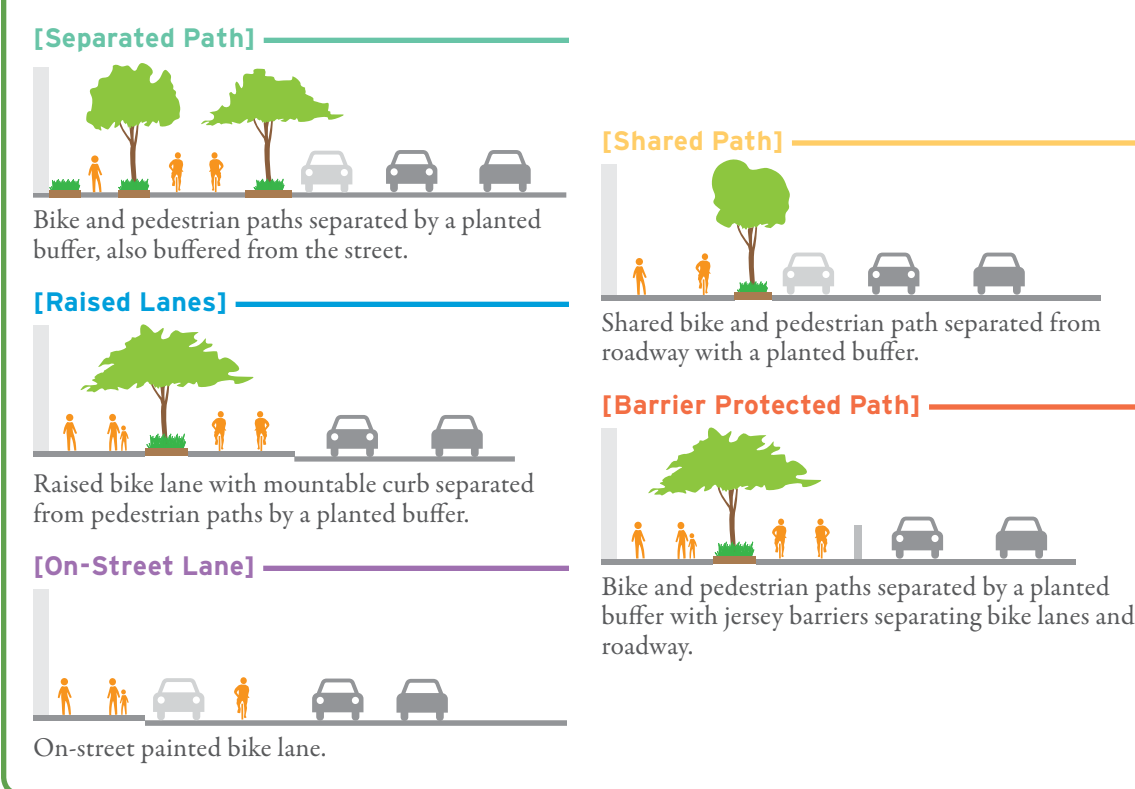 [Separated Path]
Bike and pedestrian paths separated by a planted
buffer, also buffered from the street.
[Raised Lanes]
Raised bike lane with mountable curb separated
from pedestrian paths by a planted buffer.
[On-Street Lane]
On-street painted bike lane.
[Shared Path]
Shared bike and pedestrian path separated from
roadway with a planted buffer.
[Barrier Protected Path]
Bike and pedestrian paths separated by a planted
buffer with jersey barriers separating bike lanes and
roadway.